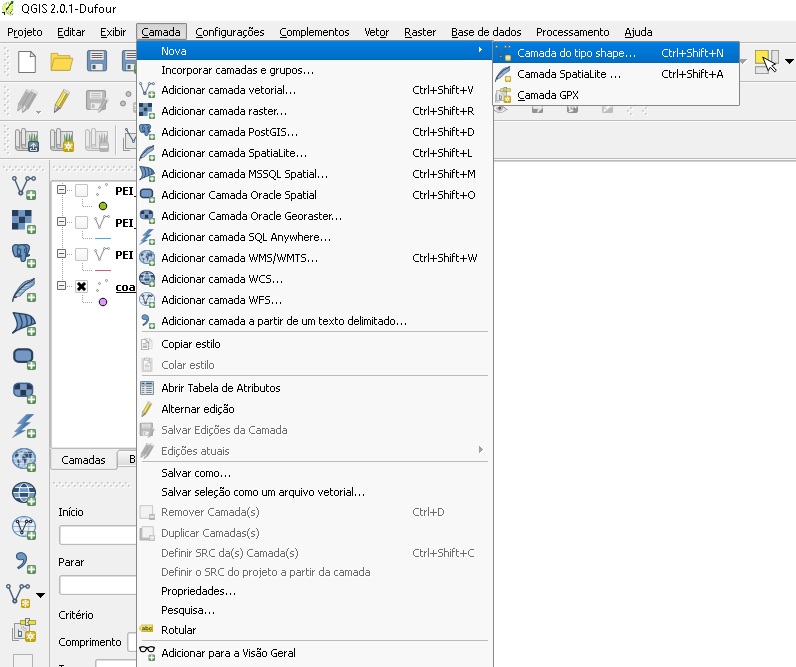 QGIS 2.0.1-Dufour
Projeto Editar Exibir Camada Configurações Complementos Vetor Raster Base de dados Processamento Ajuda
Nova
Camada do tipo shape... Ctrl+Shift+N
Camada SpatiaLite ... Ctrl+Shift+A
Camada GPX
Incorporar camadas e grupos...
Adicionar camada vetorial... Ctrl+Shift+V
Adicionar camada raster... Ctrl+Shift+R
Adicionar camada PostGIS... Ctrl+Shift+D
Adicionar camada SpatiaLite... Ctrl+Shift+L
Adicionar camada MSSQL Spatial... Ctrl+Shift+M
Adicionar Camada Oracle Spatial Ctrl+Shift+O
Adicionar Camada Oracle Georaster...
Adicionar camada SQL Anywhere...
Adicionar camada WMS/WMTS... Ctrl+Shift+W
Adicionar camada WCS...
Adicionar camada WFS...
Adicionar camada a partir de um texto delimitado...
Copiar estilo
Colar estilo
Abrir Tabela de Atributos
Alternar edição
Salvar Edições da Camada
Edições atuais
Salvar como...
Salvar seleção como um arquivo vetorial...
Remover Camada(s) Ctrl+D
Duplicar Camadas(s)
Definir SRC da(s) Camada(s) Ctrl+Shift+C
Definir o SRC do projeto a partir da camada
Propriedades...
Pesquisa...
abc Rotular
Adicionar para a Visão Geral
PEI_
PEI_
PEI
coa
Camadas B
Início
Parar
Critério
Comprimento